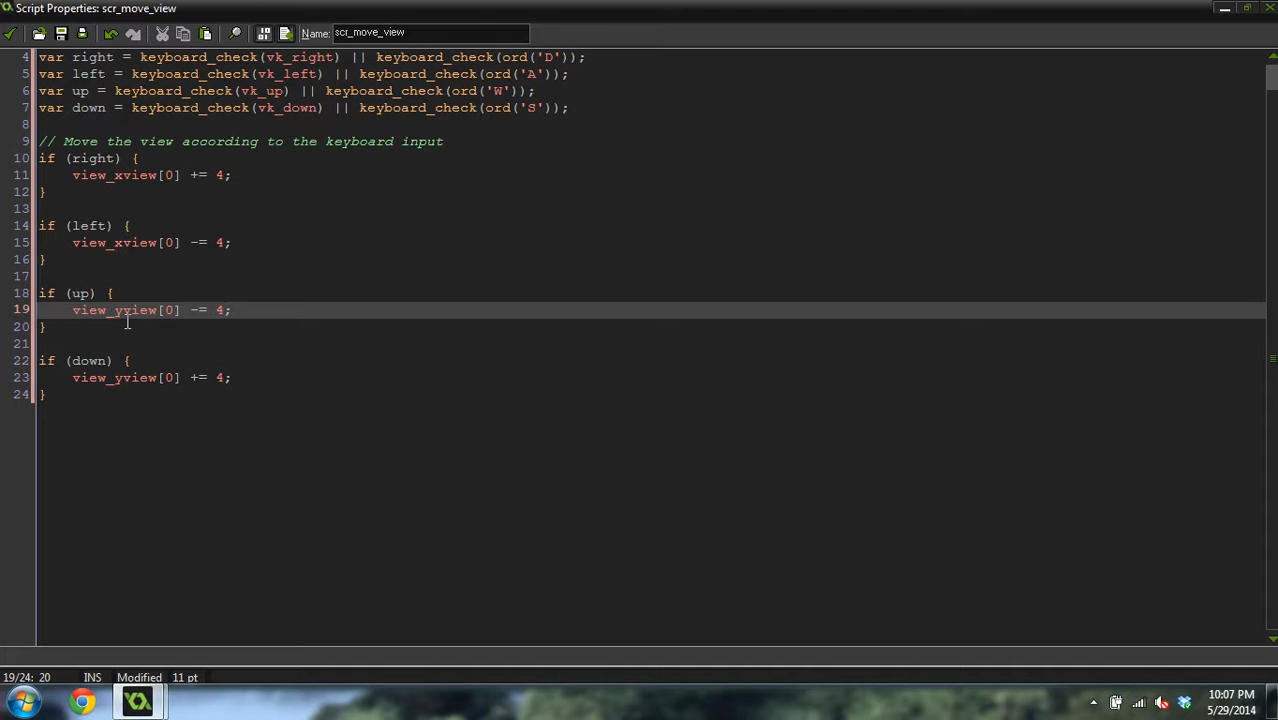 Script Properties: scr_move_view
Name: scr_move_view
4 var right = keyboard_check(vk_right) || keyboard_check(ord('D'));
5 var left = keyboard_check(vk_left) || keyboard_check(ord('A'));
6 var up = keyboard_check(vk_up) || keyboard_check(ord('W'));
7 var down = keyboard_check(vk_down) || keyboard_check(ord('S'));
8
9 // Move the view according to the keyboard input
10 if (right) {
11 view_xview[0] += 4;
12 }
13
14 if (left) {
15 view_xview[0] -= 4;
16 }
17
18 if (up) {
19 view_yview[0] -= 4;
20 }
21
22 if (down) {
23 view_yview[0] += 4;
24 }
19/24: 20 INS Modified 11 pt
10:07 PM
5/29/2014